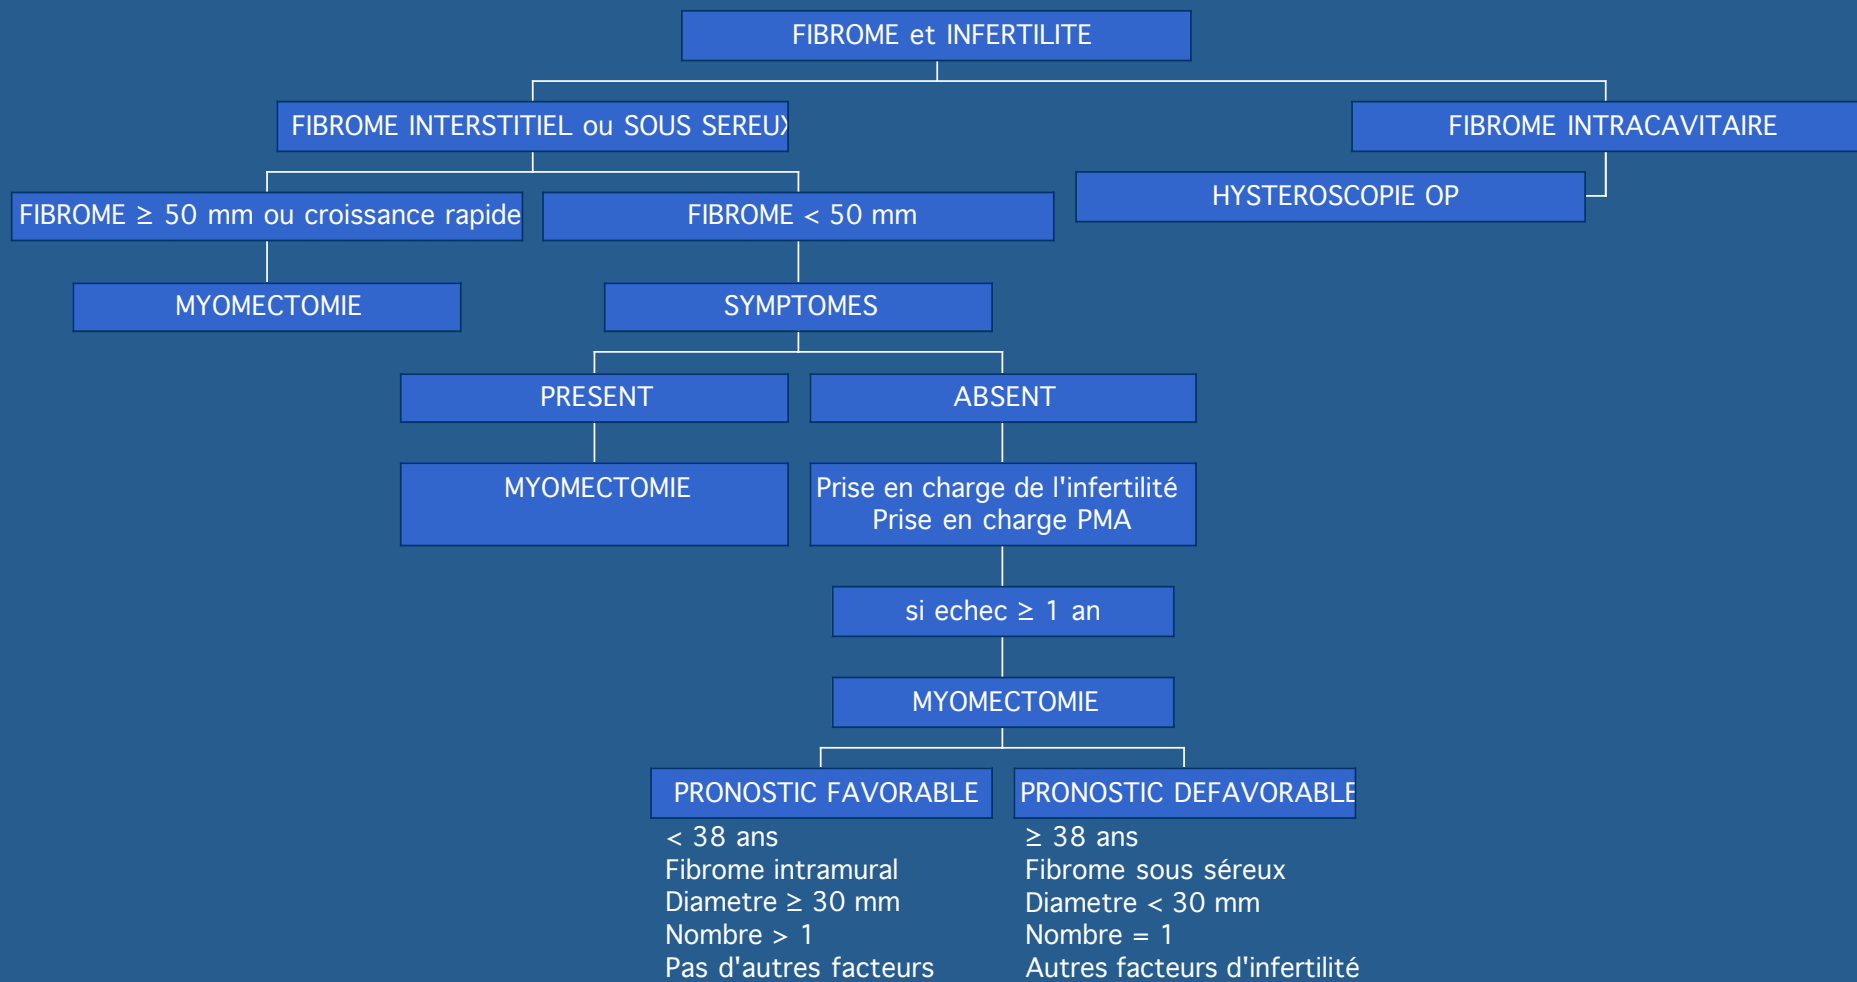 FIBROME et INFERTILITE
FIBROME INTERSTITIEL ou SOUS SEREUX
FIBROME INTRACAVITAIRE
HYSTEROSCOPIE OP
FIBROME ≥ 50 mm ou croissance rapide
FIBROME < 50 mm
MYOMECTOMIE
SYMPTOMES
PRESENT
ABSENT
MYOMECTOMIE
Prise en charge de l'infertilité
Prise en charge PMA
si echec ≥ 1 an
MYOMECTOMIE
PRONOSTIC FAVORABLE
< 38 ans
Fibrome intramural
Diametre ≥ 30 mm
Nombre > 1
Pas d'autres facteurs
PRONOSTIC DEFAVORABLE
≥ 38 ans
Fibrome sous séreux
Diametre < 30 mm
Nombre = 1
Autres facteurs d'infertilité